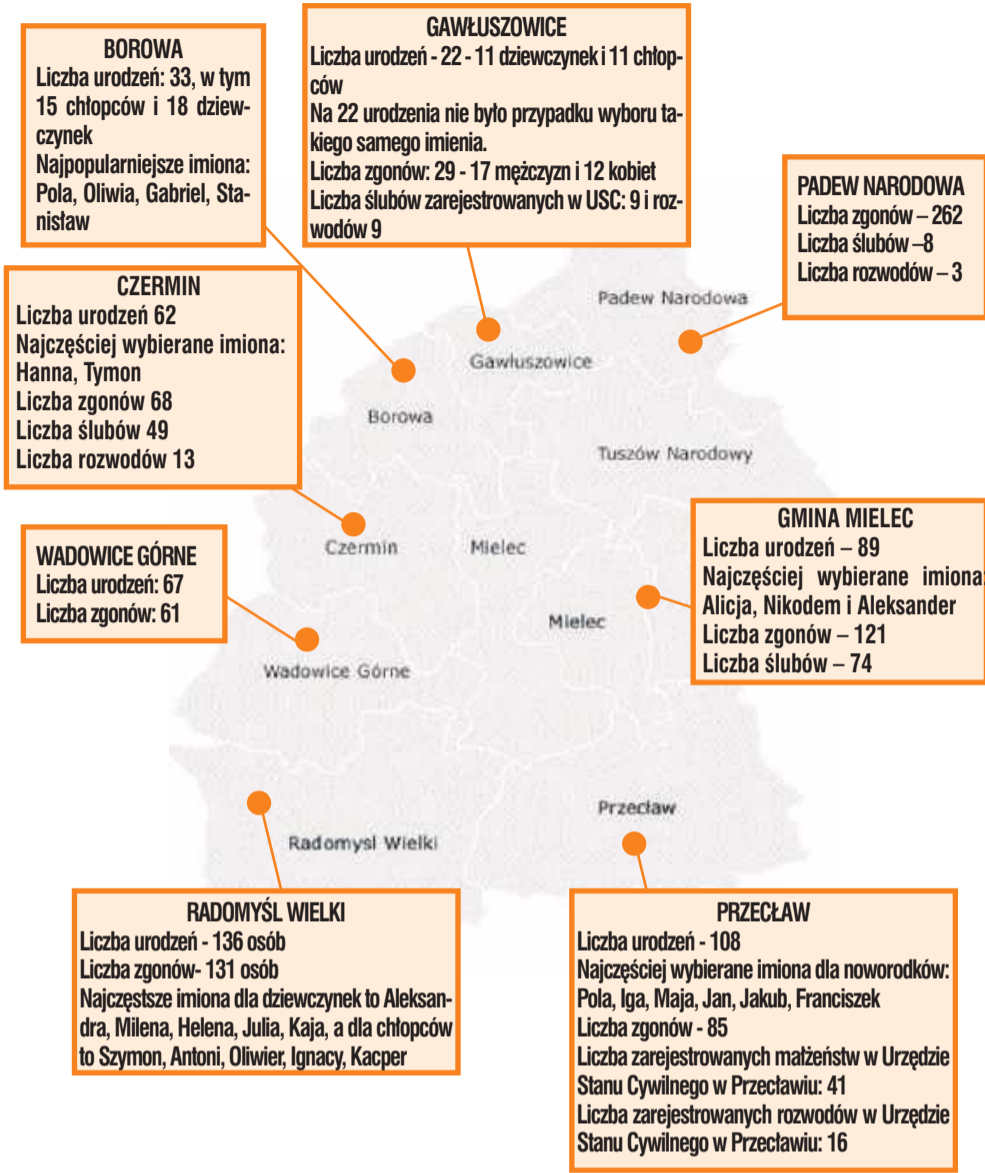 BOROWA
Liczba urodzeń: 33, w tym
15 chłopców i 18 dziew-
czynek
Najpopularniejsze imiona:
Pola, Oliwia, Gabriel, Sta-
nisław
GAWŁUSZOWICE
Liczba urodzeń - 22 - 11 dziewczynek i 11 chłop-
ców
Na 22 urodzenia nie było przypadku wyboru ta-
kiego samego imienia.
Liczba zgonów: 29 - 17 mężczyzn i 12 kobiet
Liczba ślubów zarejestrowanych w USC: 9 i roz-
wodów 9
PADEW NARODOWA
Liczba zgonów – 262
Liczba ślubów –8
Liczba rozwodów – 3
CZERMIN
Liczba urodzeń 62
Najczęściej wybierane imiona:
Hanna, Tymon
Liczba zgonów 68
Liczba ślubów 49
Liczba rozwodów 13
Padew Narodowa
Gawłuszowice
Borowa
Tuszów Narodowy
Czermin
Mielec
Mielec
Wadowice Górne
Przecław
Radomysl Wielki
WADOWICE GÓRNE
Liczba urodzeń: 67
Liczba zgonów: 61
GMINA MIELEC
Liczba urodzeń – 89
Najczęściej wybierane imiona:
Alicja, Nikodem i Aleksander
Liczba zgonów – 121
Liczba ślubów – 74
RADOMYŚL WIELKI
Liczba urodzeń - 136 osób
Liczba zgonów- 131 osób
Najczęstsze imiona dla dziewczynek to Aleksan-
dra, Milena, Helena, Julia, Kaja, a dla chłopców
to Szymon, Antoni, Oliwier, Ignacy, Kacper
PRZECŁAW
Liczba urodzeń - 108
Najczęściej wybierane imiona dla noworodków:
Pola, Iga, Maja, Jan, Jakub, Franciszek
Liczba zgonów - 85
Liczba zarejestrowanych małżeństw w Urzędzie
Stanu Cywilnego w Przecławiu: 41
Liczba zarejestrowanych rozwodów w Urzędzie
Stanu Cywilnego w Przecławiu: 16